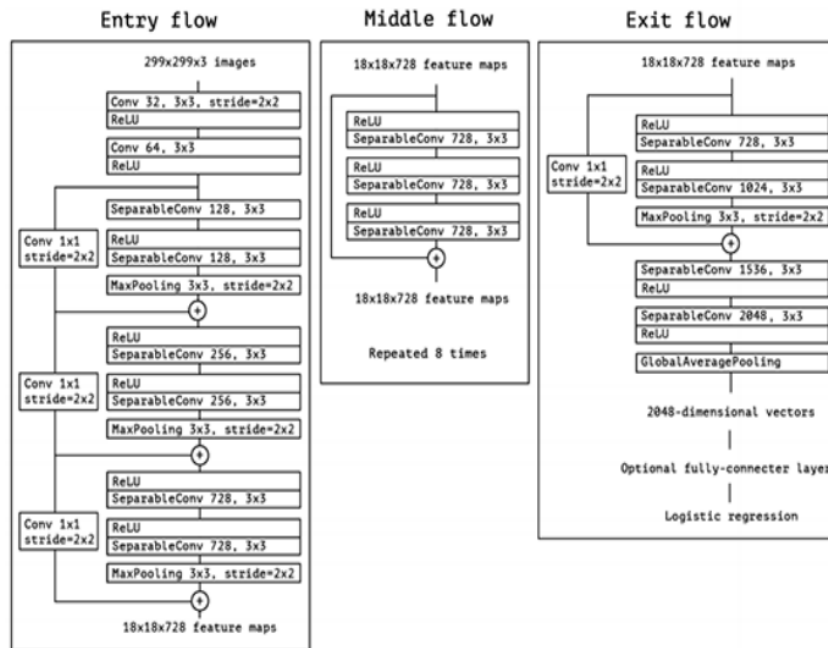 Entry flow
299x299x3 images
Conv 32, 3x3, stride=2x2
ReLU
Conv 64, 3x3
ReLU
SeparableConv 128, 3x3
Conv 1x1
stride=2x2
ReLU
SeparableConv 128, 3x3
MaxPooling 3x3, stride=2x2
+
ReLU
SeparableConv 256, 3x3
Conv 1x1
stride=2x2
ReLU
SeparableConv 256, 3x3
MaxPooling 3x3, stride=2x2
+
ReLU
SeparableConv 728, 3x3
Conv 1x1
stride=2x2
ReLU
SeparableConv 728, 3x3
MaxPooling 3x3, stride=2x2
+
18x18x728 feature maps
Middle flow
18x18x728 feature maps
ReLU
SeparableConv 728, 3x3
ReLU
SeparableConv 728, 3x3
ReLU
SeparableConv 728, 3x3
+
18x18x728 feature maps
Repeated 8 times
Exit flow
18x18x728 feature maps
ReLU
SeparableConv 728, 3x3
Conv 1x1
stride=2x2
ReLU
SeparableConv 1024, 3x3
MaxPooling 3x3, stride=2x2
+
SeparableConv 1536, 3x3
ReLU
SeparableConv 2048, 3x3
ReLU
GlobalAveragePooling
2048-dimensional vectors
Optional fully-connecter layer
Logistic regression